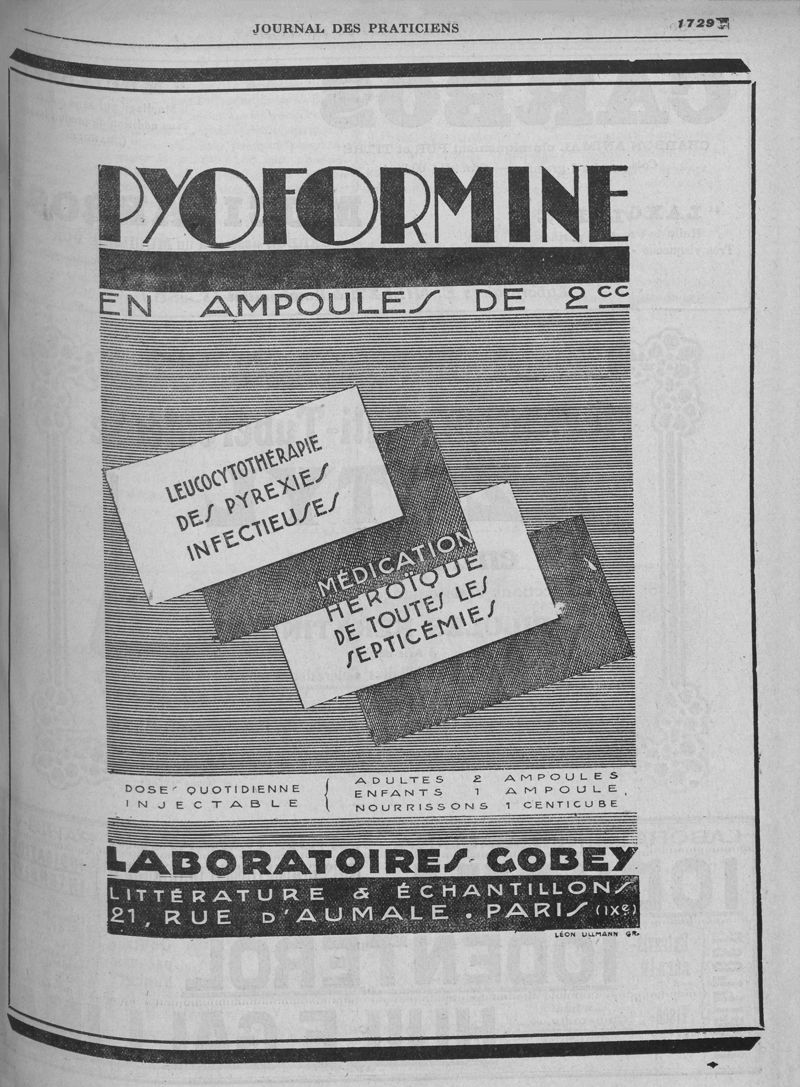 JOURNAL DES PRATICIENS
1729
PYOFORMINE
EN AMPOULES DE 2 cc
LEUCOCYTOTHÉRAPIE
DES PYREXIES
INFECTIEUSES
MÉDICATION
HÉROÏQUE
DE TOUTES LES
SEPTICÉMIES
DOSE QUOTIDIENNE
INJECTABLE
ADULTES 2 AMPOULES
ENFANTS 1 AMPOULE,
NOURRISSONS 1 CENTICUBE
LABORATOIRES GOBEY
LITTÉRATURE & ÉCHANTILLONS
21, RUE D'AUMALE . PARIS (IXe)
LÉON ULLMANN GR.